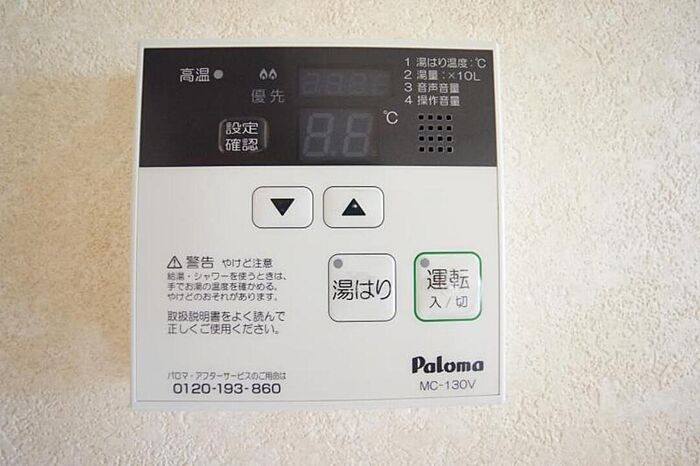 高温
優先
設定
確認
℃
1 湯はり温度:℃
2 湯量:×10L
3 音声音量
4 操作音量
▼
▲
⚠警告 やけど注意
給湯・シャワーを使うときは、
手でお湯の温度を確かめる。
やけどのおそれがあります。
取扱説明書をよく読んで
正しくご使用ください。
湯はり
運転
入/切
パロマ・アフターサービスのご用命は
0120-193-860
Paloma
MC-130V